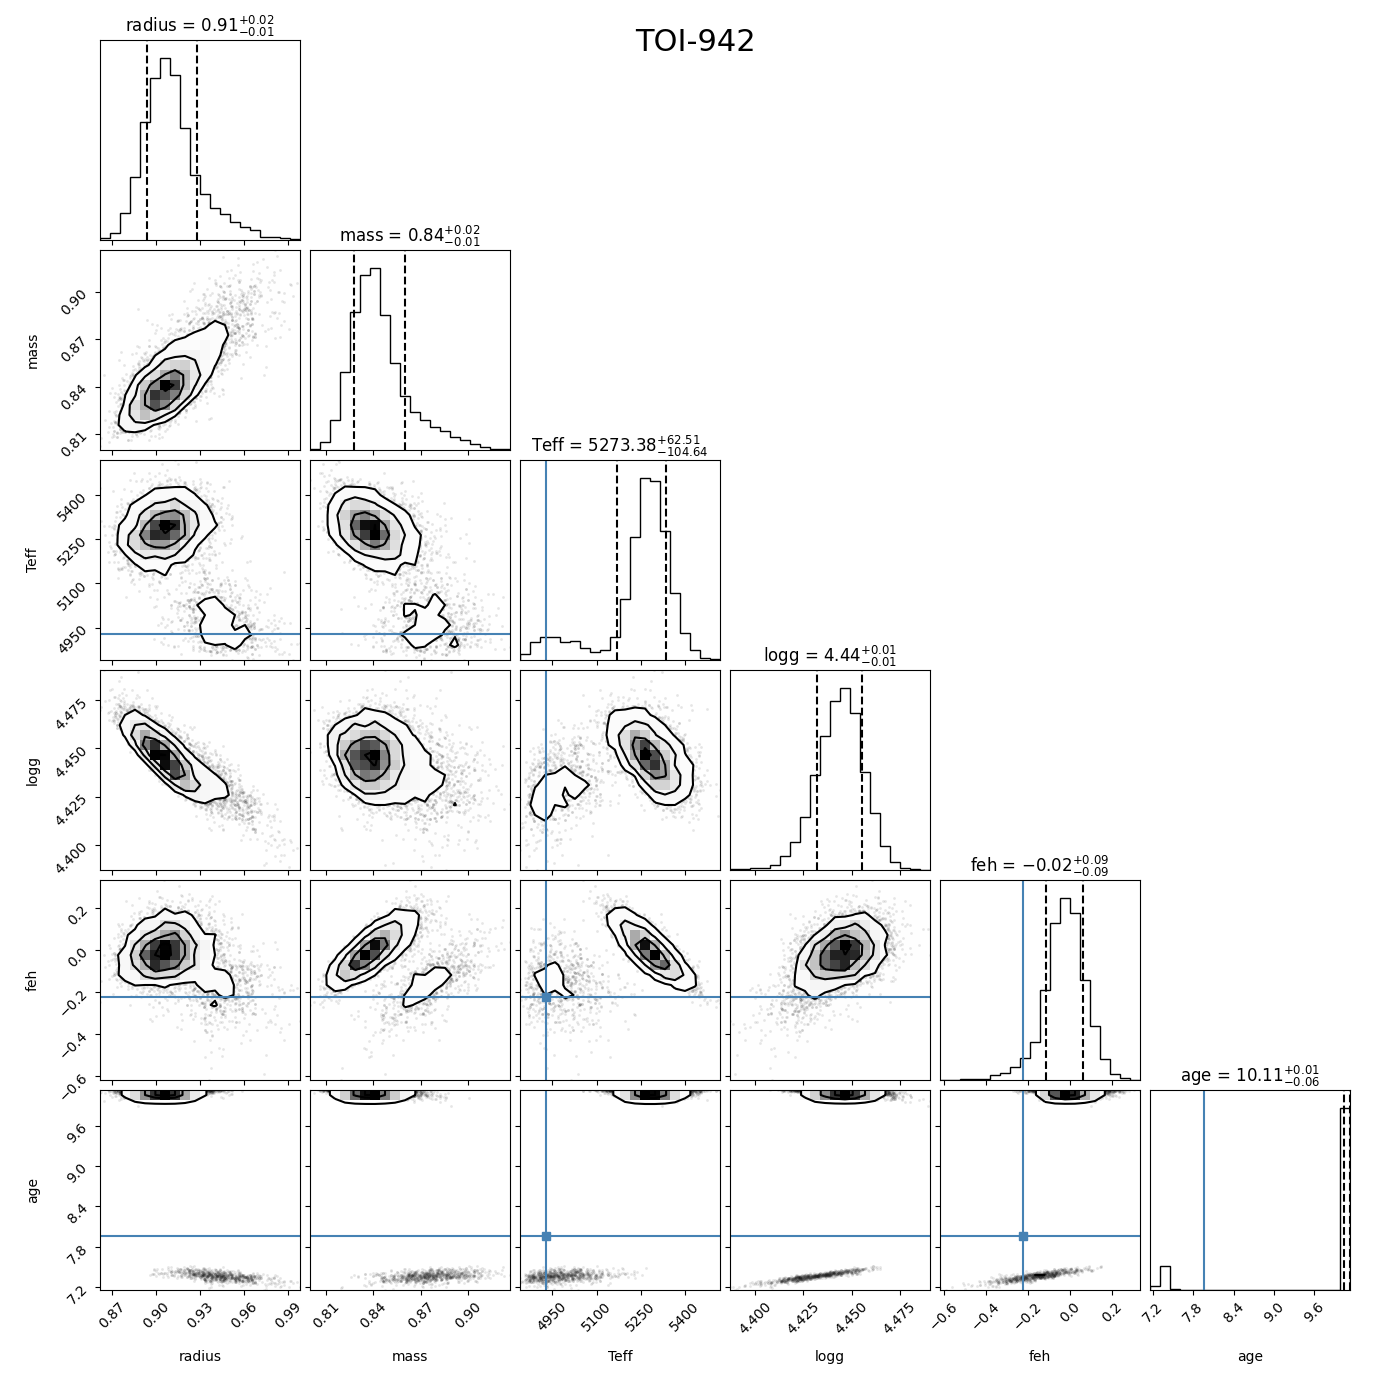 TOI-942
radius = 0.91 +0.02 −0.01
mass = 0.84 +0.02 −0.01
mass
0.90
0.87
0.84
0.81
Teff = 5273.38 +62.51 −104.64
Teff
5400
5250
5100
4950
logg = 4.44 +0.01 −0.01
logg
4.475
4.450
4.425
4.400
feh = −0.02 +0.09 −0.09
feh
0.2
0.0
−0.2
−0.4
−0.6
age = 10.11 +0.01 −0.06
age
9.6
9.0
8.4
7.8
7.2
0.87 0.90 0.93 0.96 0.99
0.81 0.84 0.87 0.90
4950 5100 5250 5400
4.400 4.425 4.450 4.475
−0.6 −0.4 −0.2 0.0 0.2
7.2 7.8 8.4 9.0 9.6
radius mass Teff logg feh age